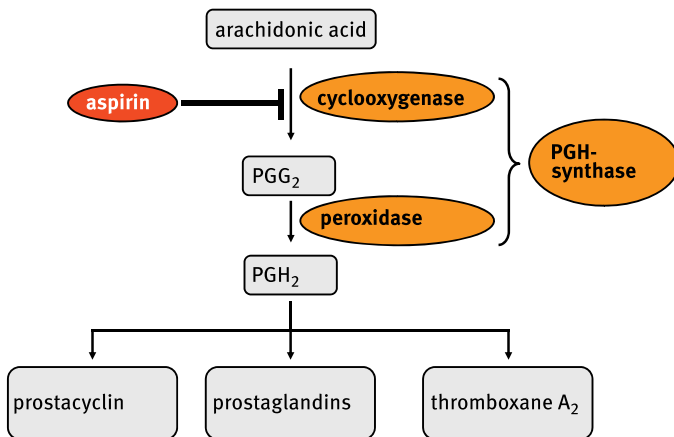 arachidonic acid
aspirin
cyclooxygenase
PGH-
synthase
PGG₂
peroxidase
PGH₂
prostacyclin
prostaglandins
thromboxane A₂